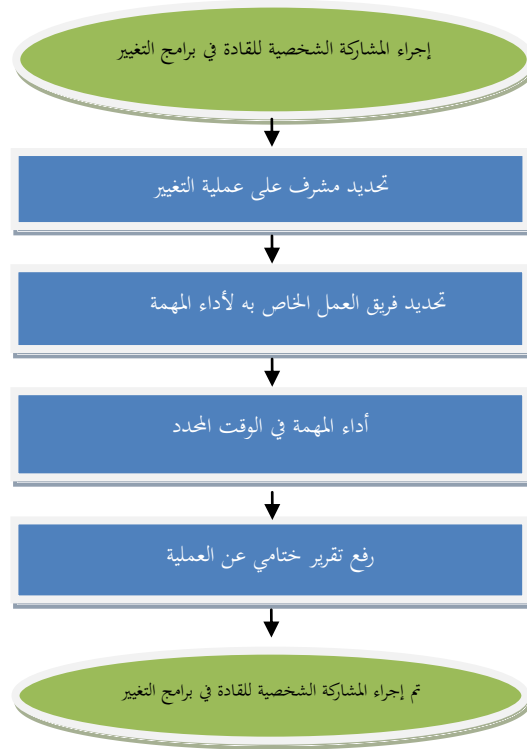 إجراء المشاركة الشخصية للقادة في برامج التغيير
تحديد مشرف على عملية التغيير
تحديد فريق العمل الخاص به لأداء المهمة
أداء المهمة في الوقت المحدد
رفع تقرير ختامي عن العملية
تم إجراء المشاركة الشخصية للقادة في برامج التغيير